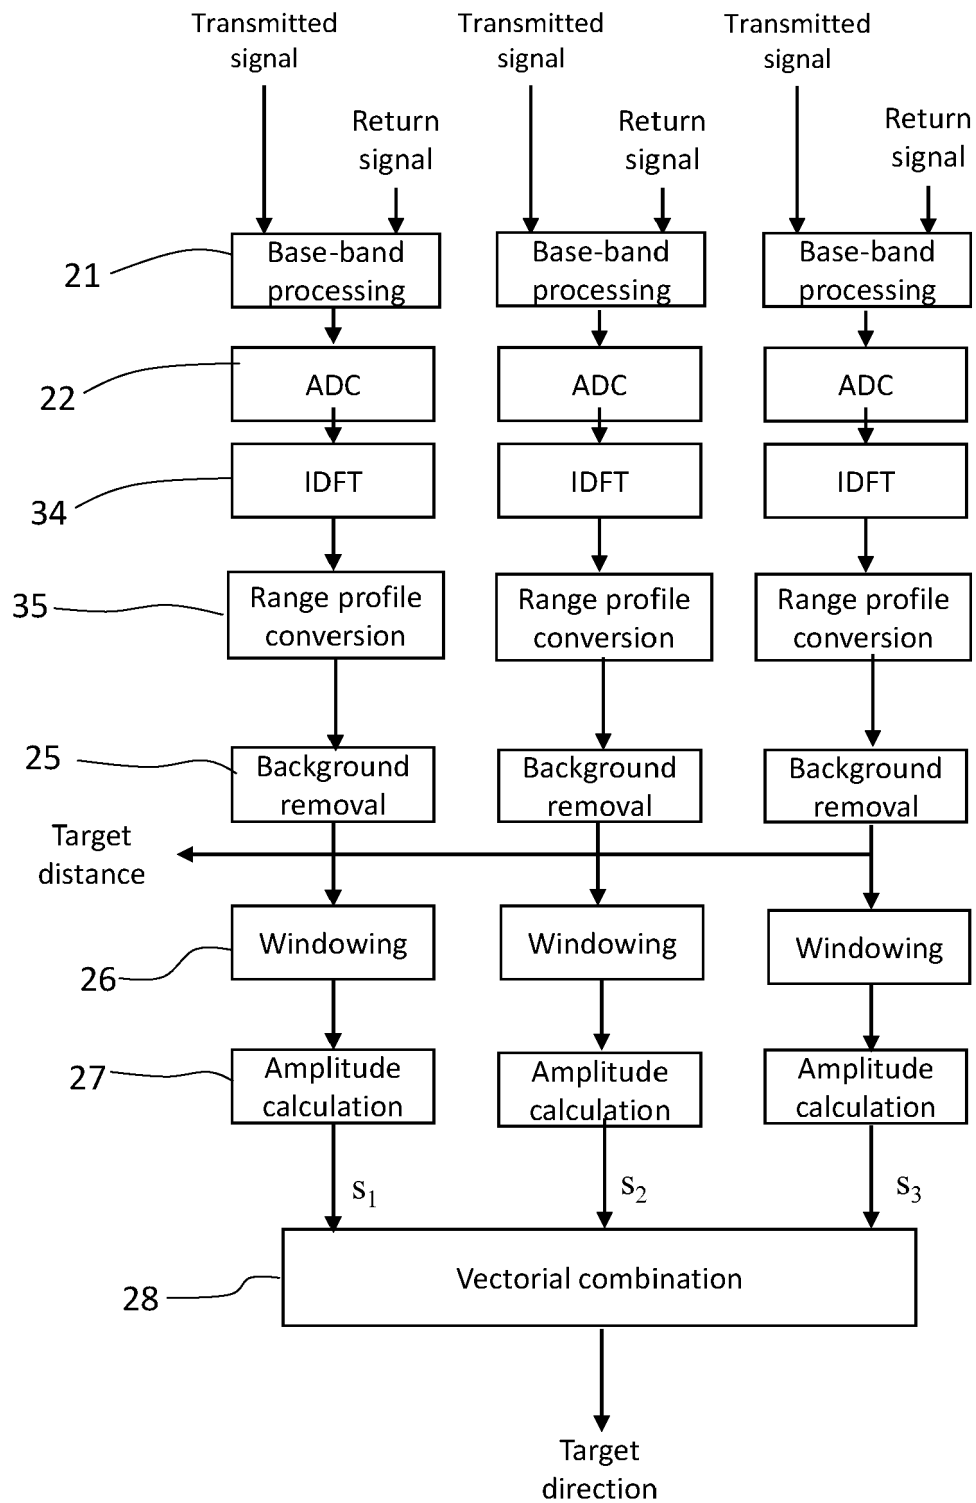 Transmitted
signal
Transmitted
signal
Transmitted
signal
Return
signal
Return
signal
Return
signal
21
Base-band
processing
Base-band
processing
Base-band
processing
22
ADC
ADC
ADC
34
IDFT
IDFT
IDFT
35
Range profile
conversion
Range profile
conversion
Range profile
conversion
25
Background
removal
Background
removal
Background
removal
Target
distance
26
Windowing
Windowing
Windowing
27
Amplitude
calculation
Amplitude
calculation
Amplitude
calculation
s1
s2
s3
28
Vectorial combination
Target
direction